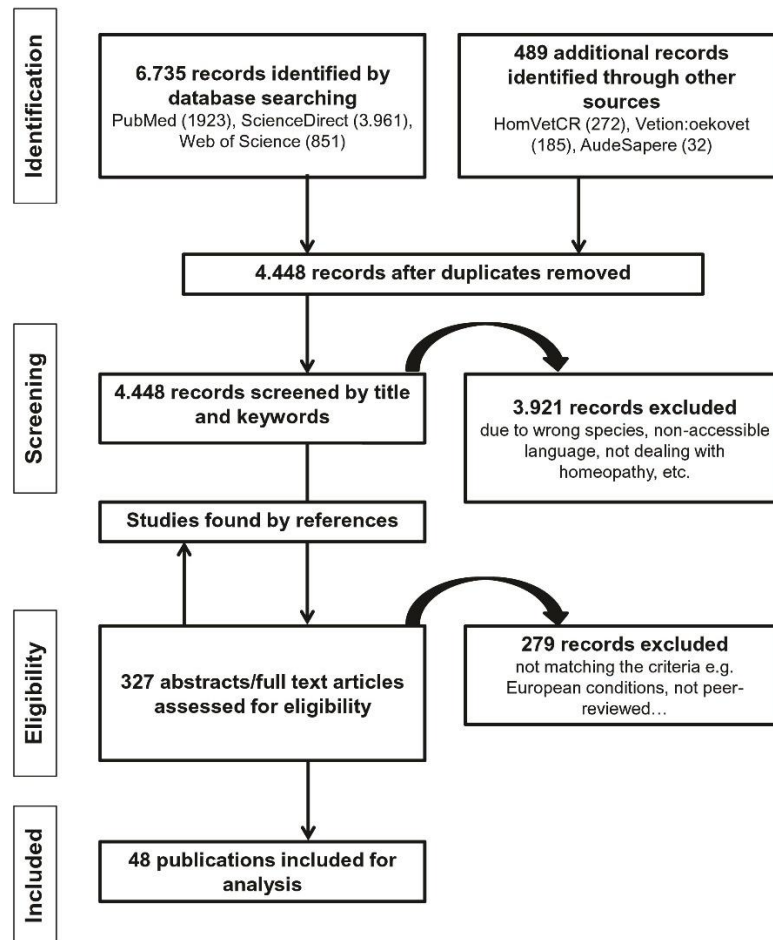 Identification
6.735 records identified by
database searching
PubMed (1923), ScienceDirect (3.961),
Web of Science (851)
489 additional records
identified through other
sources
HomVetCR (272), Vetion:oekovet
(185), AudeSapere (32)
4.448 records after duplicates removed
Screening
4.448 records screened by title
and keywords
3.921 records excluded
due to wrong species, non-accessible
language, not dealing with
homeopathy, etc.
Studies found by references
Eligibility
327 abstracts/full text articles
assessed for eligibility
279 records excluded
not matching the criteria e.g.
European conditions, not peer-
reviewed…
Included
48 publications included for
analysis